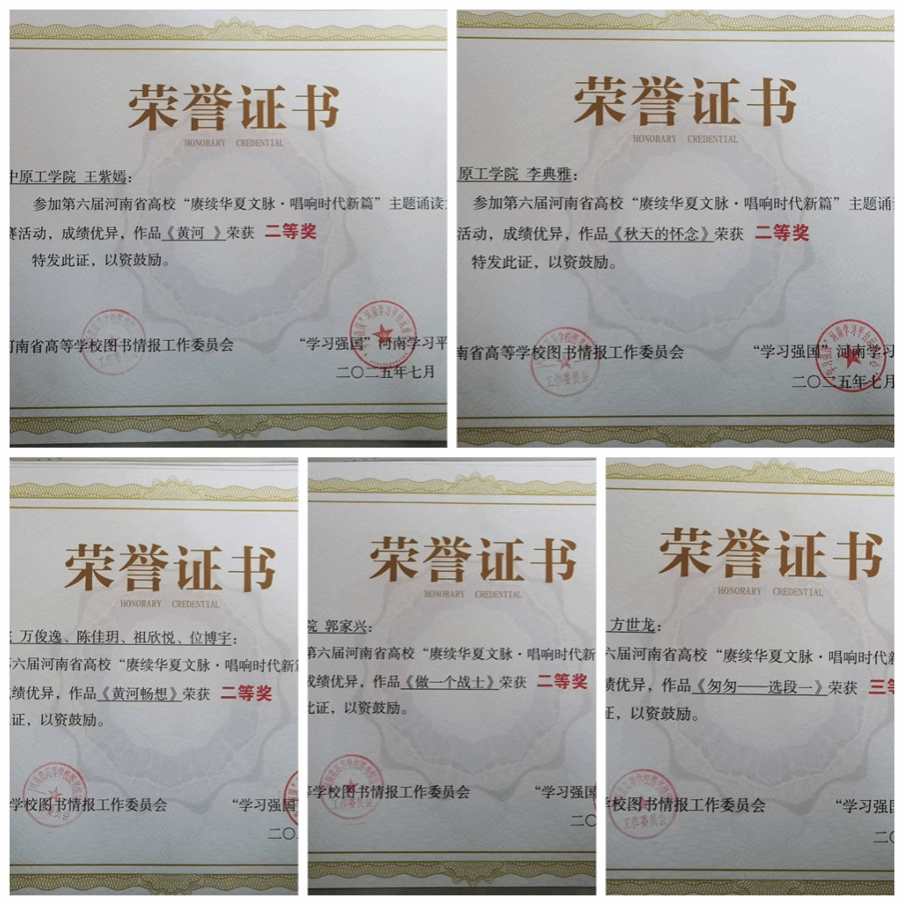 荣誉证书
HONORARY CREDENTIAL
中原工学院 王紫嫣：
参加第六届河南省高校“赓续华夏文脉·唱响时代新篇”主题诵读
赛活动，成绩优异，作品《黄河 》荣获 二等奖
特发此证，以资鼓励。
河南省高等学校图书情报工作委员会 “学习强国”河南学习平
二〇二五年七月
荣誉证书
HONORARY CREDENTIAL
原工学院 李典雅：
参加第六届河南省高校“赓续华夏文脉·唱响时代新篇”主题诵
活动，成绩优异，作品《秋天的怀念》荣获 二等奖
特发此证，以资鼓励。
南省高等学校图书情报工作委员会 “学习强国”河南学习
二〇二五年七月
荣誉证书
HONORARY CREDENTIAL
万俊逸、陈佳玥、祖欣悦、位博宇：
六届河南省高校“赓续华夏文脉·唱响时代新
绩优异，作品《黄河畅想》荣获 二等奖
证，以资鼓励。
学校图书情报工作委员会 “学习强国
二〇
荣誉证书
HONORARY CREDENTIAL
院 郭家兴：
第六届河南省高校“赓续华夏文脉·唱响时代新
成绩优异，作品《做一个战士》荣获 二等奖
此证，以资鼓励。
等学校图书情报工作委员会 “学习强国
二〇
荣誉证书
HONORARY CREDENTIAL
方世龙：
六届河南省高校“赓续华夏文脉·唱响时代新
绩优异，作品《匆匆——选段一》荣获 三等
证，以资鼓励。
学校图书情报工作委员会 “学习强
二〇